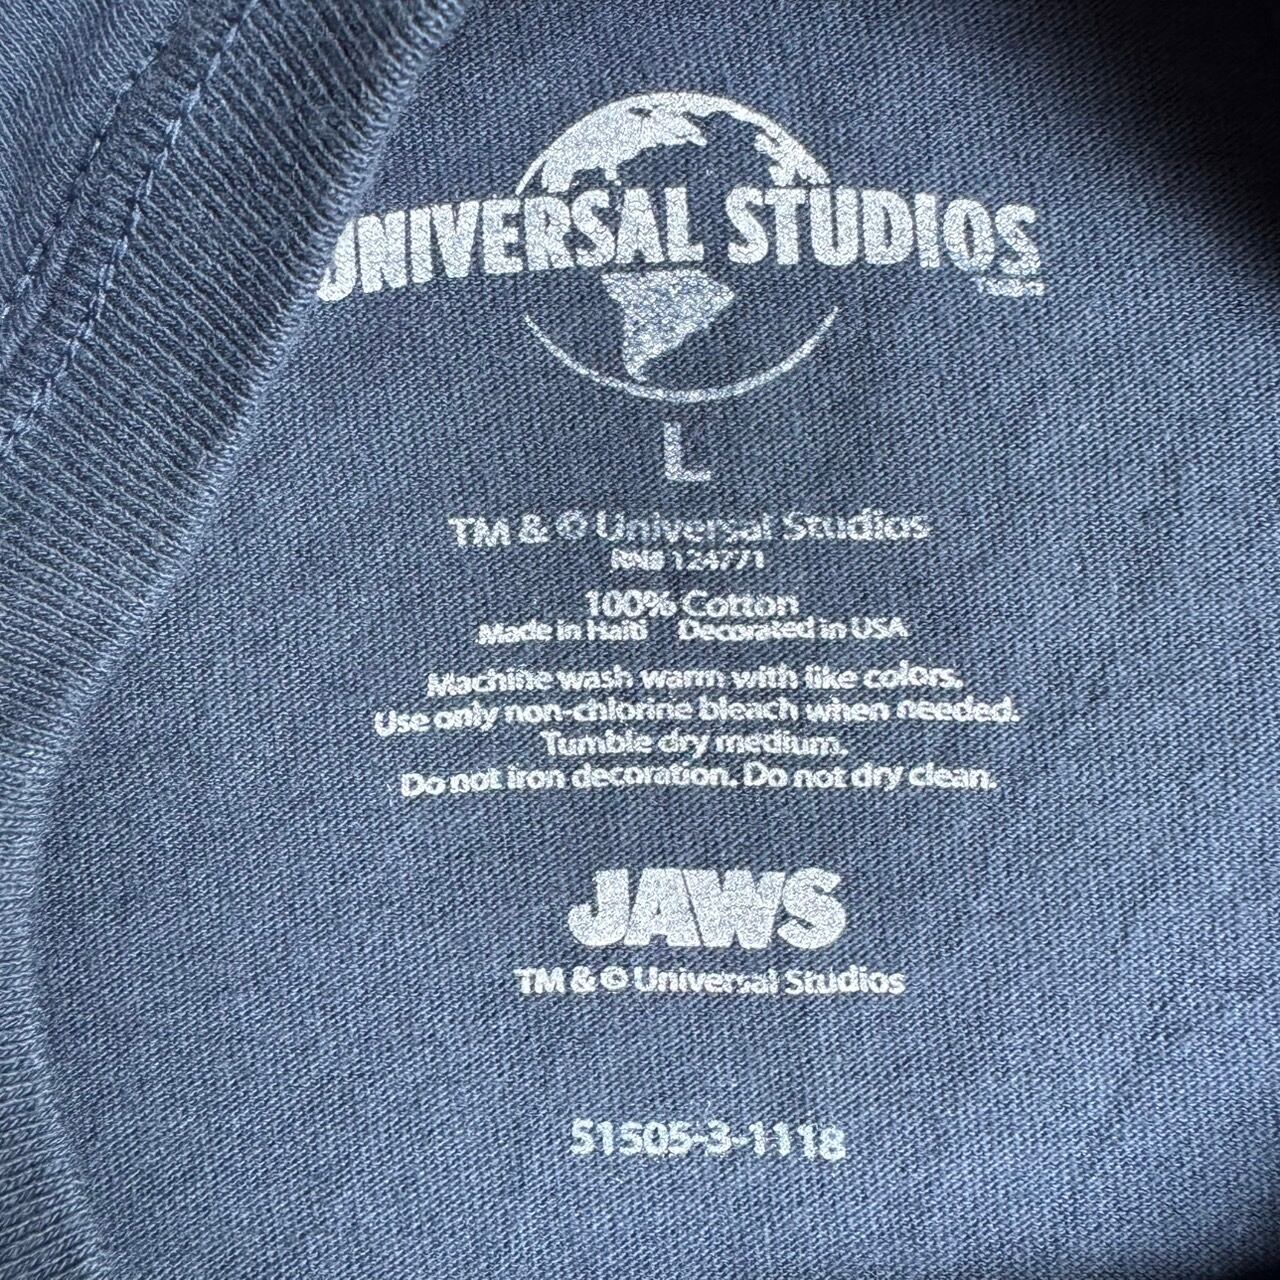 UNIVERSAL STUDIOS
L
TM & © Universal Studios
RN# 124771
100% Cotton
Made in Haiti Decorated in USA
Machine wash warm with like colors.
Use only non-chlorine bleach when needed.
Tumble dry medium.
Do not iron decoration. Do not dry clean.
JAWS
TM & © Universal Studios
51505-3-1118